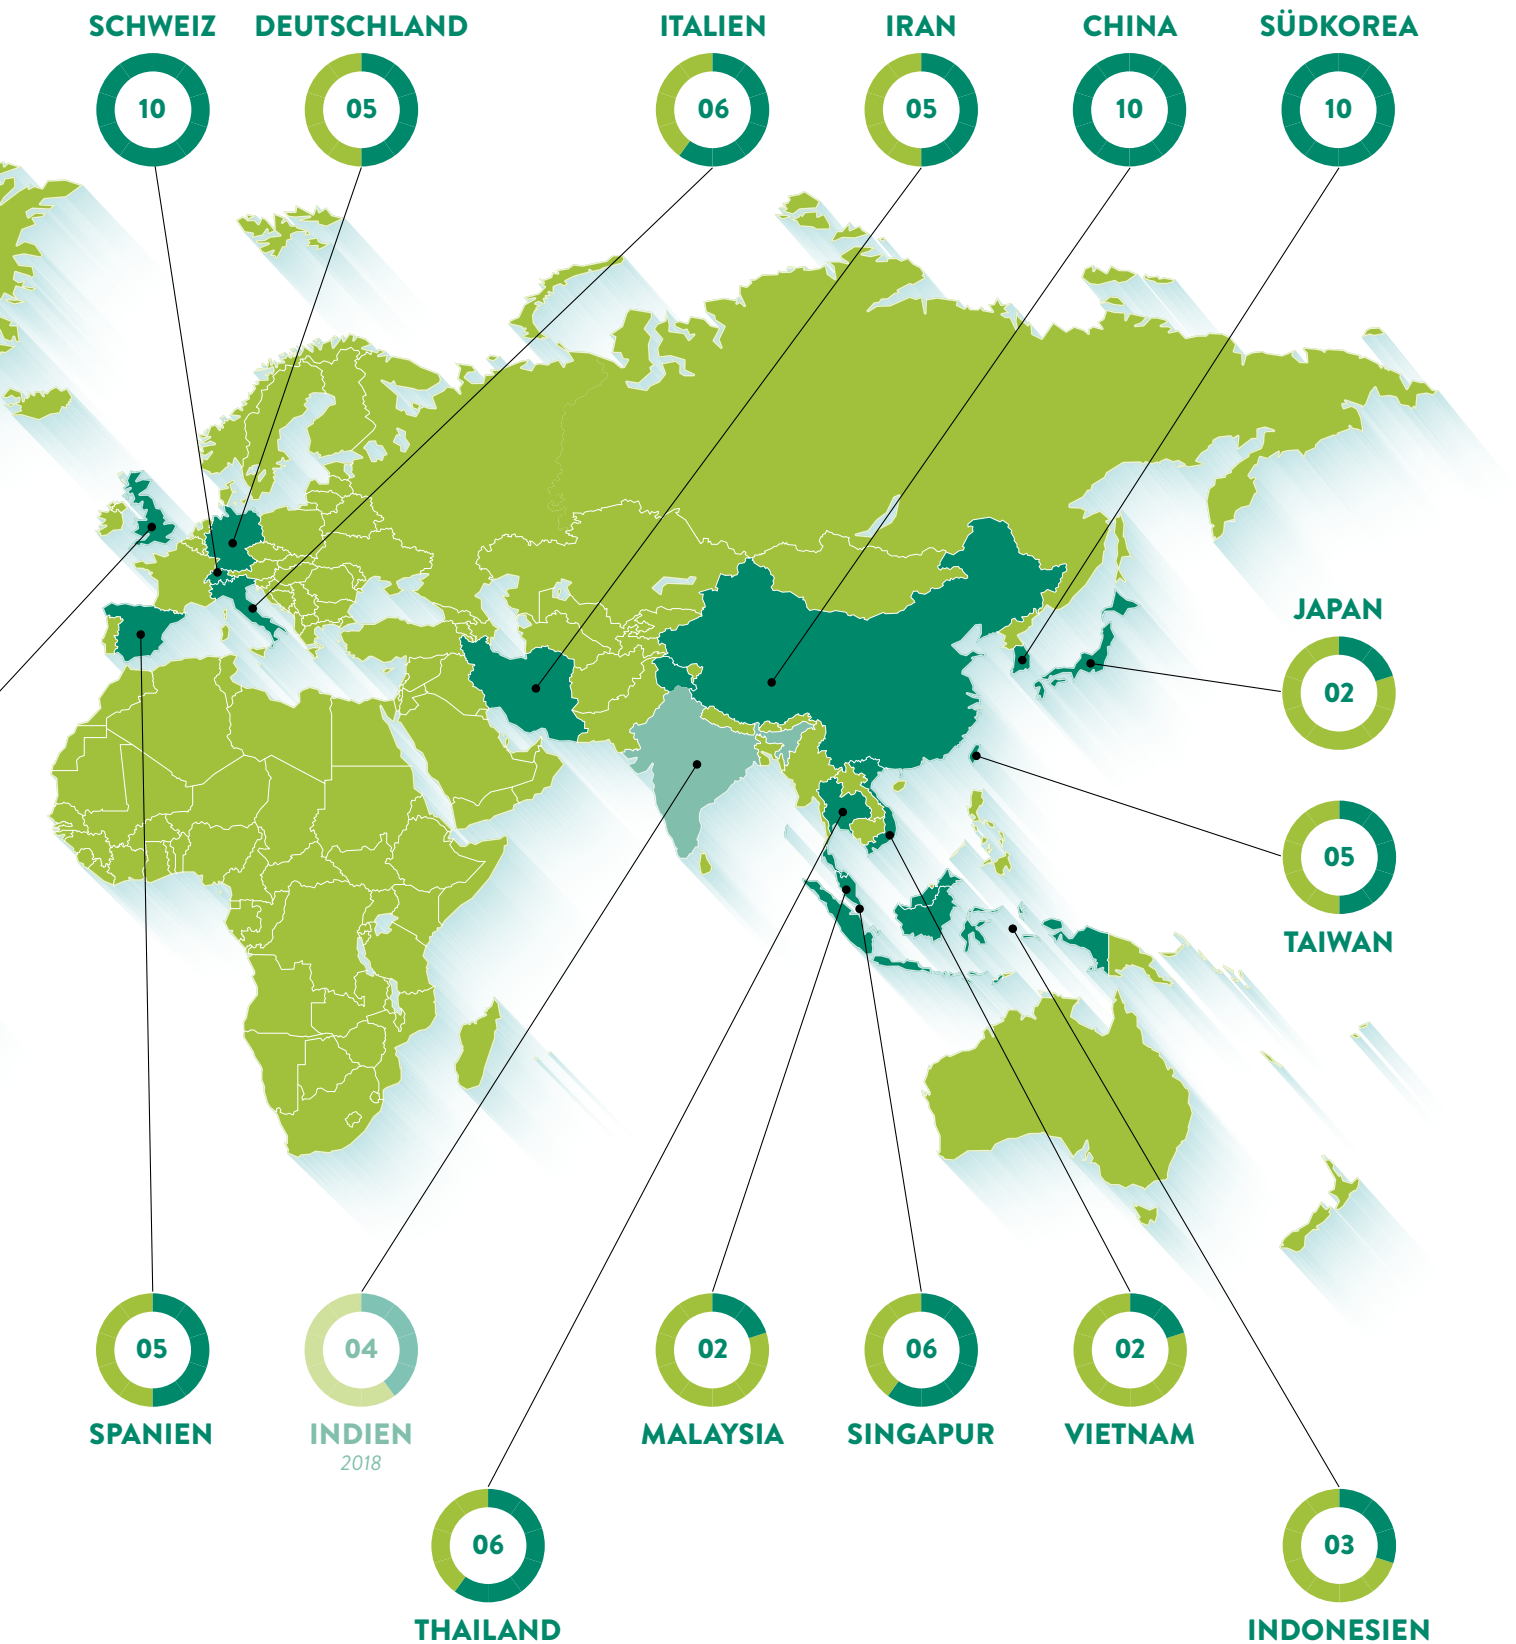 SCHWEIZ
10
DEUTSCHLAND
05
ITALIEN
06
IRAN
05
CHINA
10
SÜDKOREA
10
JAPAN
02
05
TAIWAN
05
SPANIEN
04
INDIEN
2018
02
MALAYSIA
06
SINGAPUR
02
VIETNAM
06
THAILAND
03
INDONESIEN